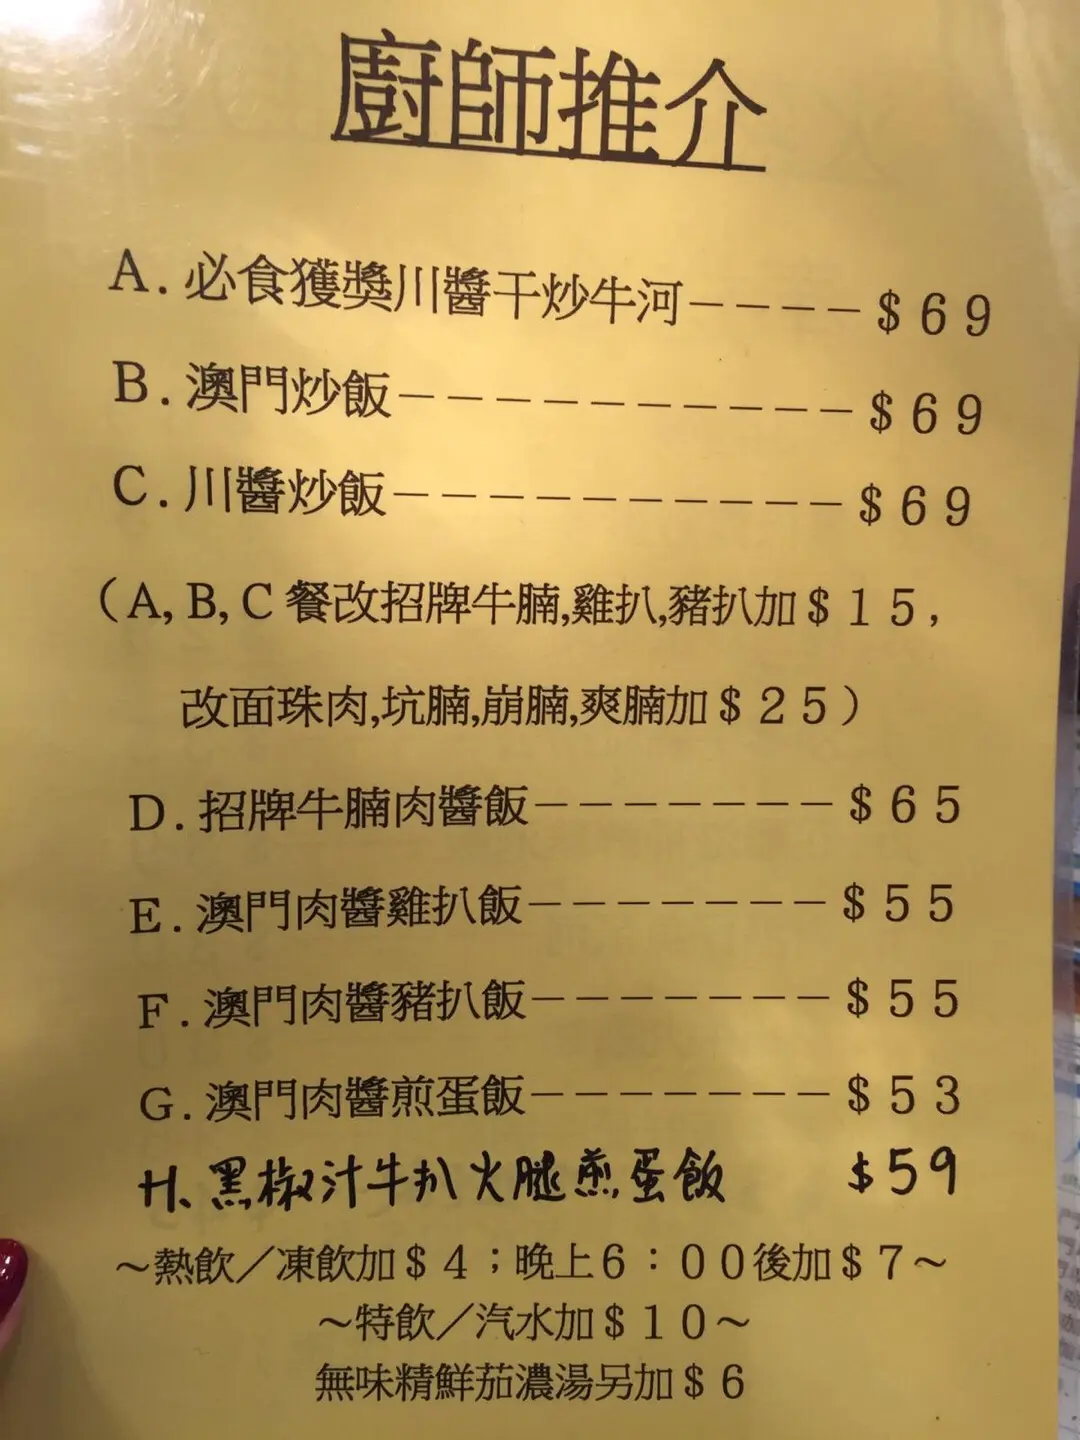 廚師推介
A.必食獲獎川醬干炒牛河----$69
B.澳門炒飯-----------$69
C.川醬炒飯-----------$69
（A,B,C餐改招牌牛腩,雞扒,豬扒加$15,
改面珠肉,坑腩,崩腩,爽腩加$25）
D.招牌牛腩肉醬飯-------$65
E.澳門肉醬雞扒飯-------$55
F.澳門肉醬豬扒飯-------$55
G.澳門肉醬煎蛋飯-------$53
H.黑椒汁牛扒火腿煎蛋飯 $59
～熱飲／凍飲加$4；晚上6：00後加$7～
～特飲／汽水加$10～
無味精鮮茄濃湯另加$6